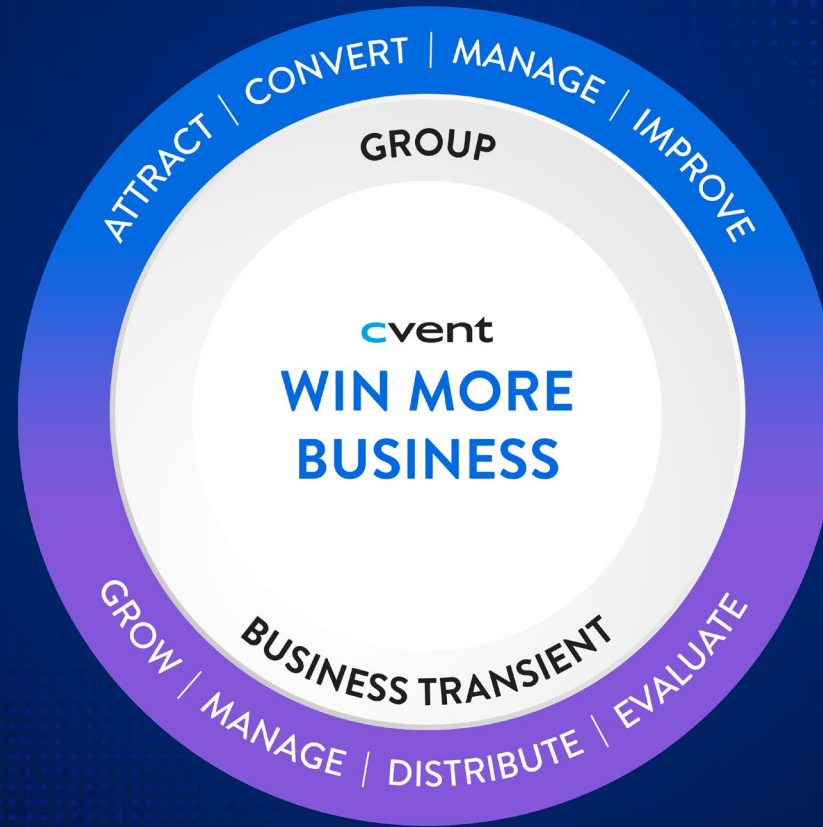 ATTRACT | CONVERT | MANAGE | IMPROVE
GROUP
cvent
WIN MORE
BUSINESS
BUSINESS TRANSIENT
GROW | MANAGE | DISTRIBUTE | EVALUATE